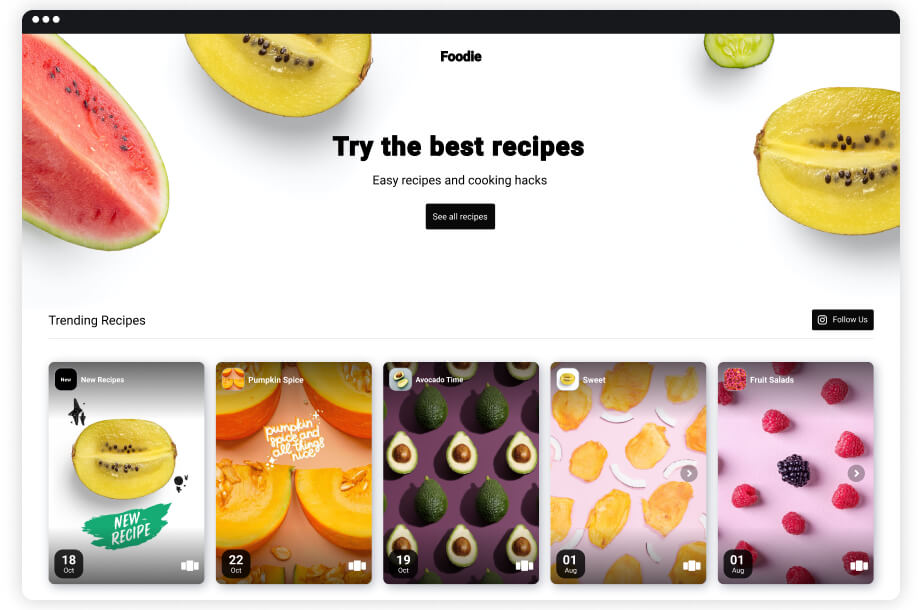 Foodie
Try the best recipes
Easy recipes and cooking hacks
See all recipes
Trending Recipes
Follow Us
New
New Recipes
NEW-
RECIPE
18
Oct
Pumpkin Spice
pumpkin
spice and
all things
nice
22
Oct
Avocado Time
19
Oct
Sweet
01
Aug
Fruit Salads
01
Aug